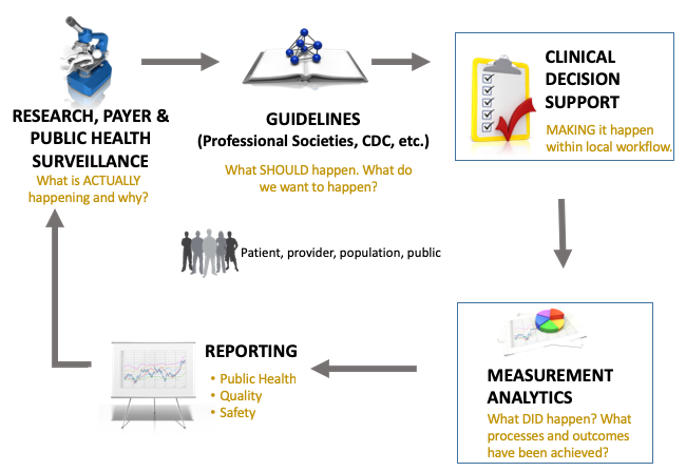 RESEARCH, PAYER &
PUBLIC HEALTH
SURVEILLANCE
What is ACTUALLY
happening and why?
GUIDELINES
(Professional Societies, CDC, etc.)
What SHOULD happen. What do
we want to happen?
CLINICAL
DECISION
SUPPORT
MAKING it happen
within local workflow.
Patient, provider, population, public
MEASUREMENT
ANALYTICS
What DID happen? What
processes and outcomes
have been achieved?
REPORTING
• Public Health
• Quality
• Safety